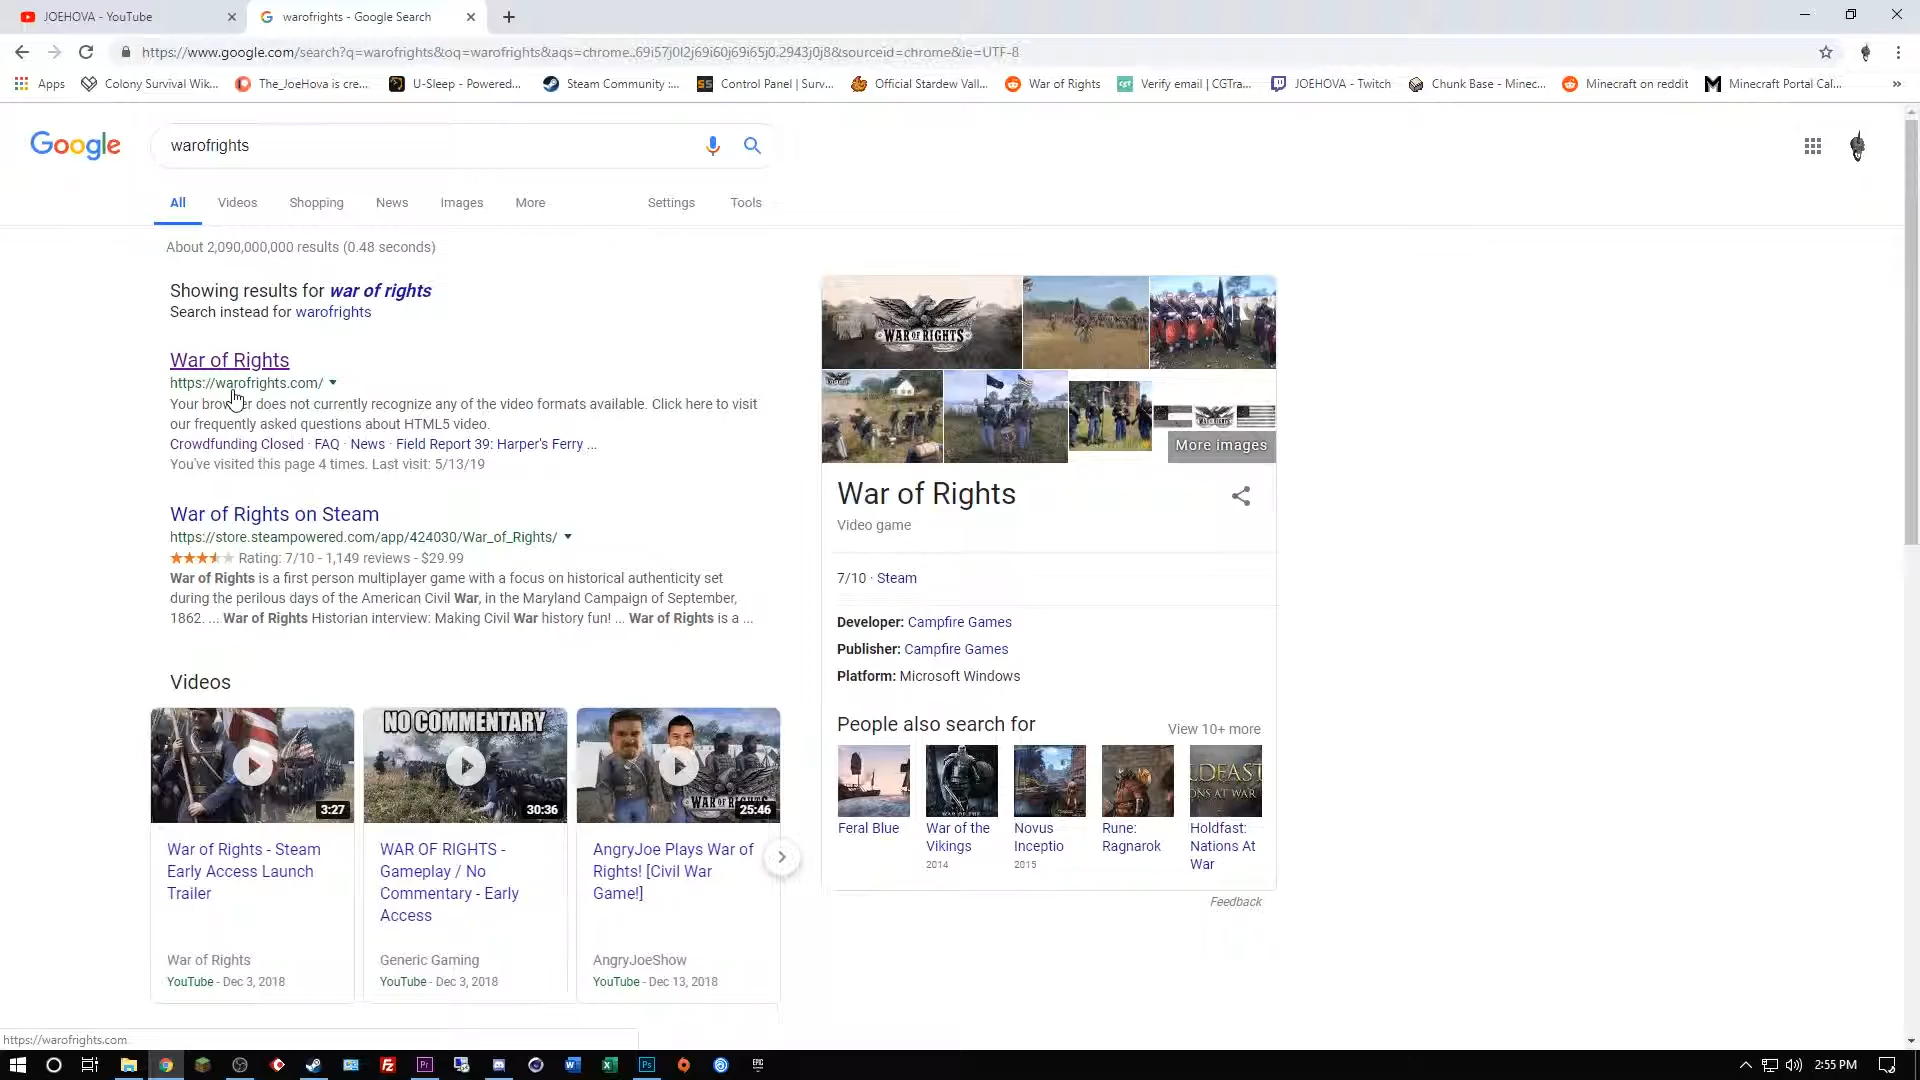 JOEHOVA - YouTube
warofrights - Google Search
https://www.google.com/search?q=warofrights&oq=warofrights&aqs=chrome..69i57j0l2j69i60j69i65j0.2943j0j8&sourceid=chrome&ie=UTF-8
Apps
Colony Survival Wik...
The_JoeHova is cre...
U-Sleep - Powered...
Steam Community :...
Control Panel | Surv...
Official Stardew Vall...
War of Rights
Verify email | CGTra...
JOEHOVA - Twitch
Chunk Base - Minec...
Minecraft on reddit
Minecraft Portal Cal...
Google
warofrights
All
Videos
Shopping
News
Images
More
Settings
Tools
About 2,090,000,000 results (0.48 seconds)
Showing results for war of rights
Search instead for warofrights
War of Rights
https://warofrights.com/
Your browser does not currently recognize any of the video formats available. Click here to visit
our frequently asked questions about HTML5 video.
Crowdfunding Closed · FAQ · News · Field Report 39: Harper's Ferry ...
You've visited this page 4 times. Last visit: 5/13/19
War of Rights on Steam
https://store.steampowered.com/app/424030/War_of_Rights/
Rating: 7/10 - 1,149 reviews - $29.99
War of Rights is a first person multiplayer game with a focus on historical authenticity set
during the perilous days of the American Civil War, in the Maryland Campaign of September,
1862. ... War of Rights Historian interview: Making Civil War history fun! ... War of Rights is a ...
Videos
3:27
War of Rights - Steam
Early Access Launch
Trailer
War of Rights
YouTube - Dec 3, 2018
NO COMMENTARY
30:36
WAR OF RIGHTS -
Gameplay / No
Commentary - Early
Access
Generic Gaming
YouTube - Dec 3, 2018
WAR OF RIGHTS
25:46
AngryJoe Plays War of
Rights! [Civil War
Game!]
AngryJoeShow
YouTube - Dec 13, 2018
WAR OF RIGHTS
More images
War of Rights
Video game
7/10 · Steam
Developer: Campfire Games
Publisher: Campfire Games
Platform: Microsoft Windows
People also search for
View 10+ more
Feral Blue
War of the
Vikings
2014
Novus
Inceptio
2015
Rune:
Ragnarok
LDFAST
ONS AT WAR
Holdfast:
Nations At
War
Feedback
https://warofrights.com
Pr
Ps
EPIC
2:55 PM